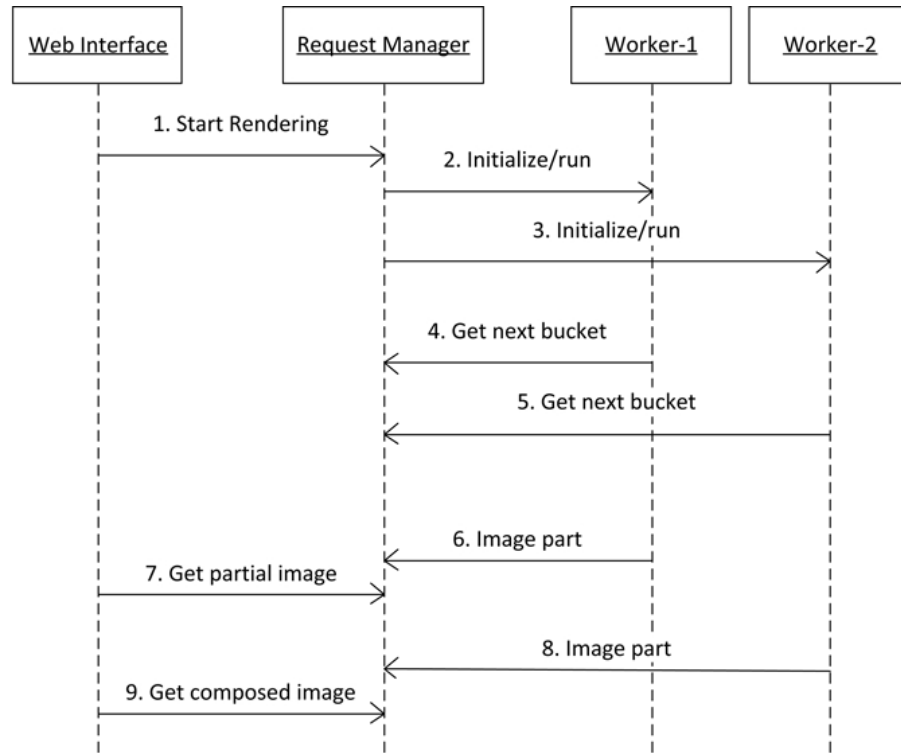 Web Interface
Request Manager
Worker-1
Worker-2
1. Start Rendering
2. Initialize/run
3. Initialize/run
4. Get next bucket
5. Get next bucket
6. Image part
7. Get partial image
8. Image part
9. Get composed image